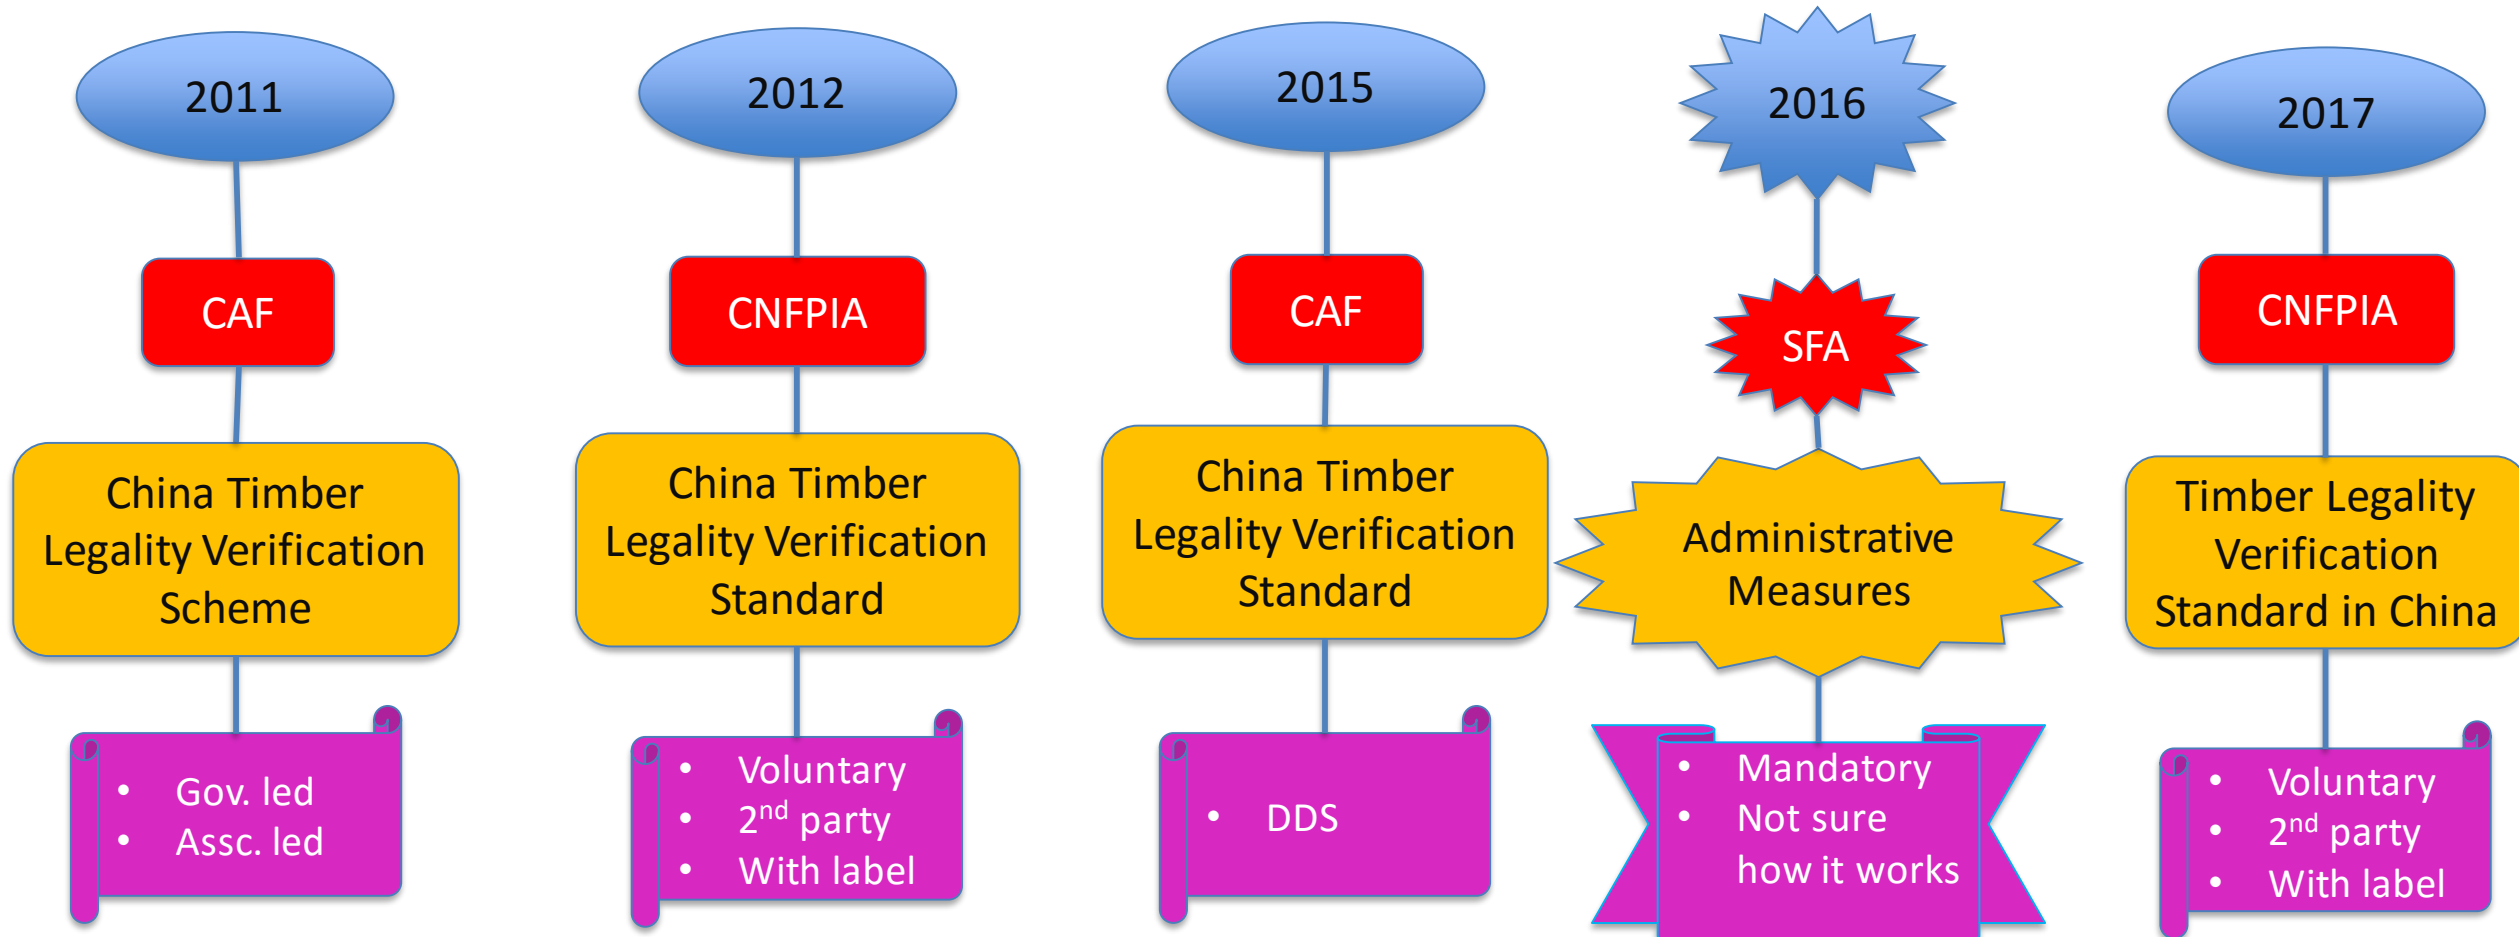 2011
CAF
China Timber
Legality Verification
Scheme
• Gov. led
• Assc. led
2012
CNFPIA
China Timber
Legality Verification
Standard
• Voluntary
• 2nd party
• With label
2015
CAF
China Timber
Legality Verification
Standard
• DDS
2016
SFA
Administrative
Measures
• Mandatory
• Not sure
how it works
2017
CNFPIA
Timber Legality
Verification
Standard in China
• Voluntary
• 2nd party
• With label